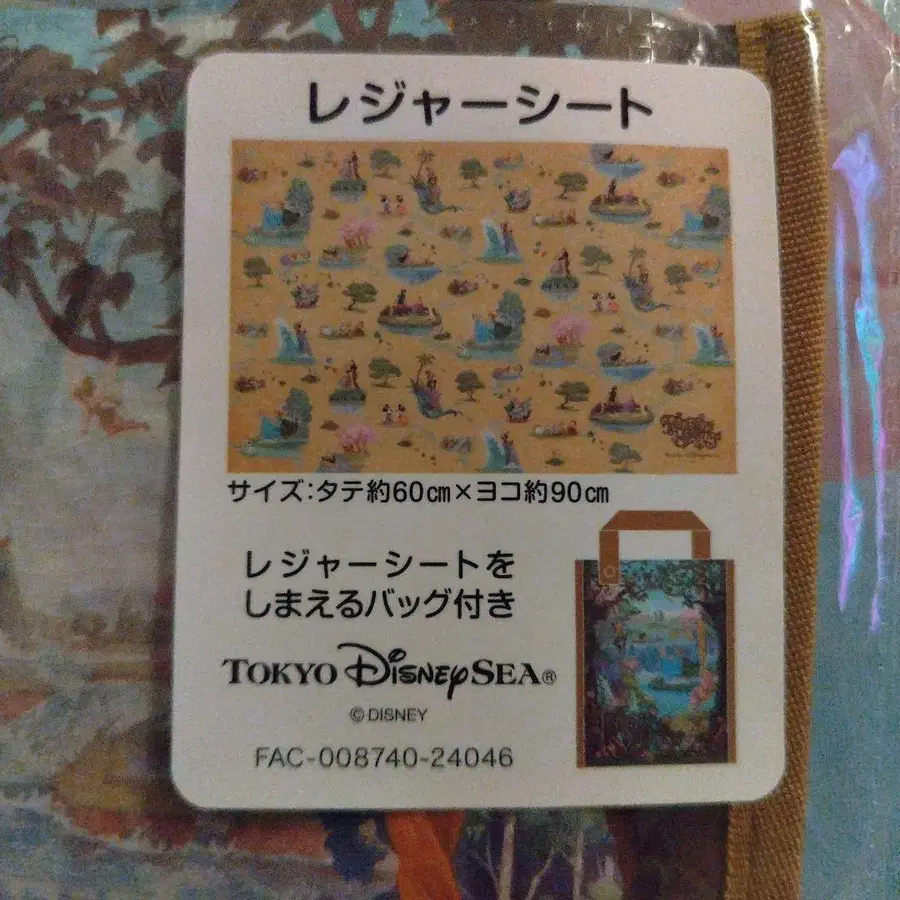 レジャーシート
サイズ:タテ約60㎝×ヨコ約90㎝
レジャーシートを
しまえるバッグ付き
TOKYO DISNEY SEA®
©DISNEY
FAC-008740-24046